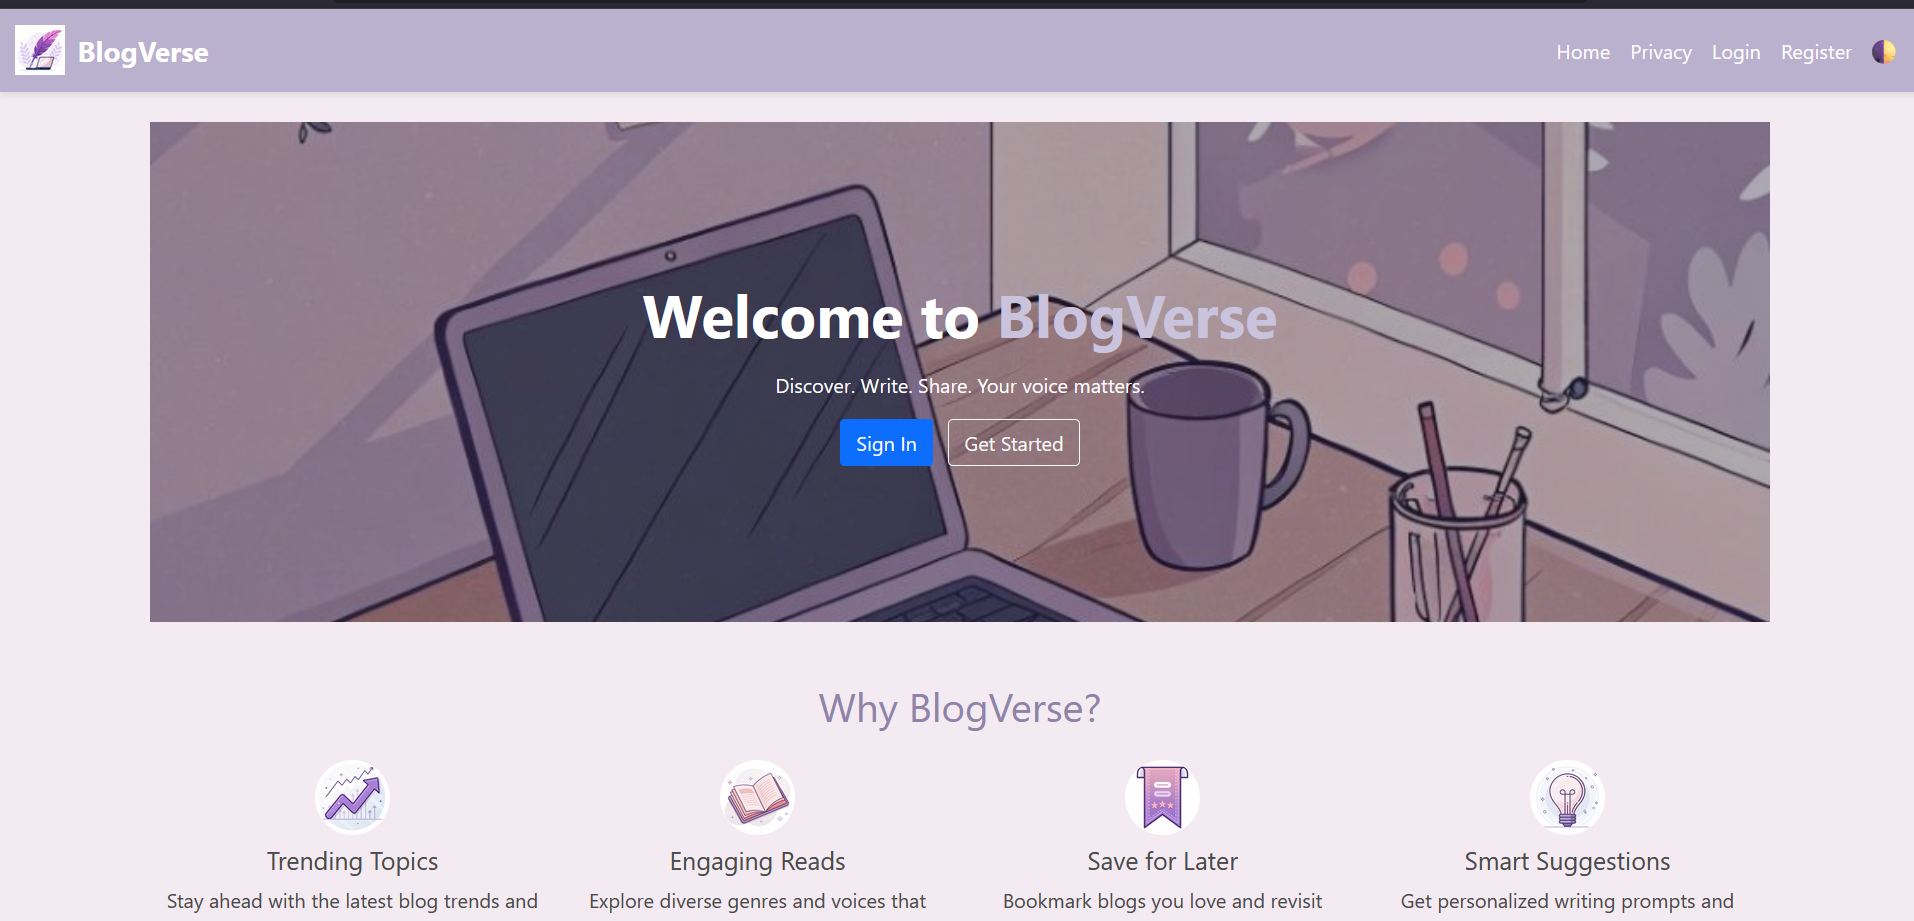 BlogVerse
Home Privacy Login Register
Welcome to BlogVerse
Discover. Write. Share. Your voice matters.
Sign In Get Started
Why BlogVerse?
Trending Topics
Stay ahead with the latest blog trends and
Engaging Reads
Explore diverse genres and voices that
Save for Later
Bookmark blogs you love and revisit
Smart Suggestions
Get personalized writing prompts and